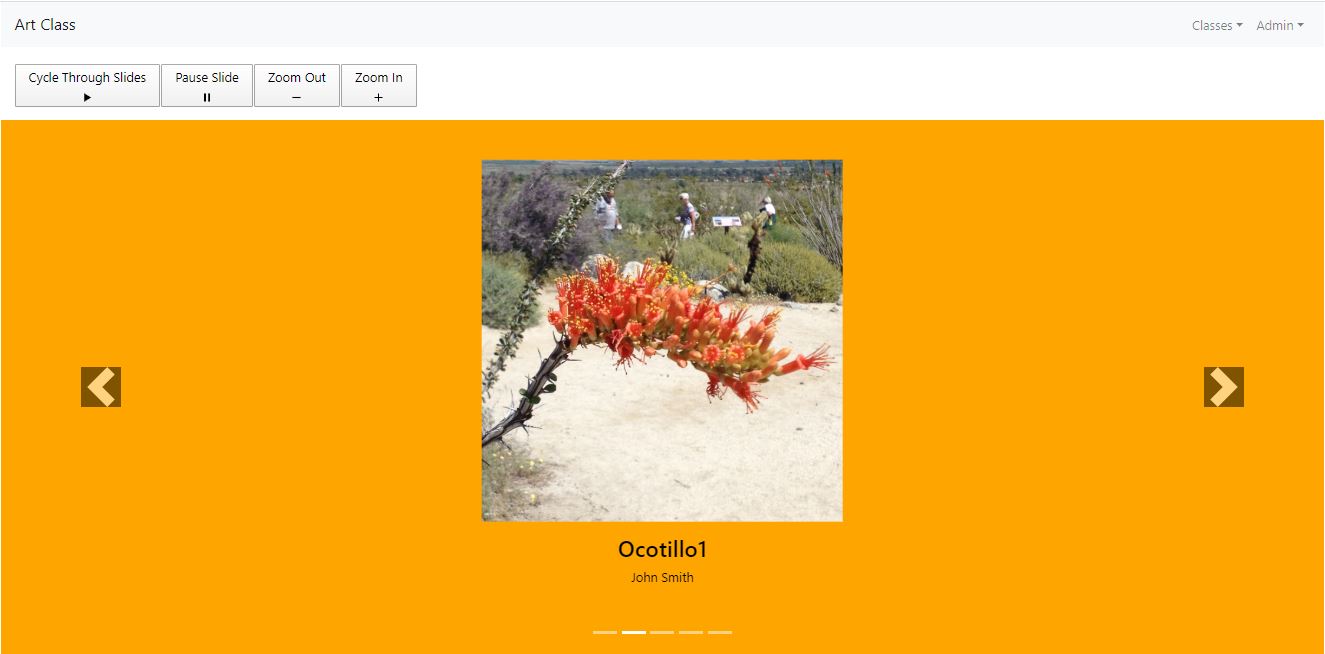 Art Class
Classes Admin
Cycle Through Slides Pause Slide Zoom Out Zoom In
Ocotillo1
John Smith